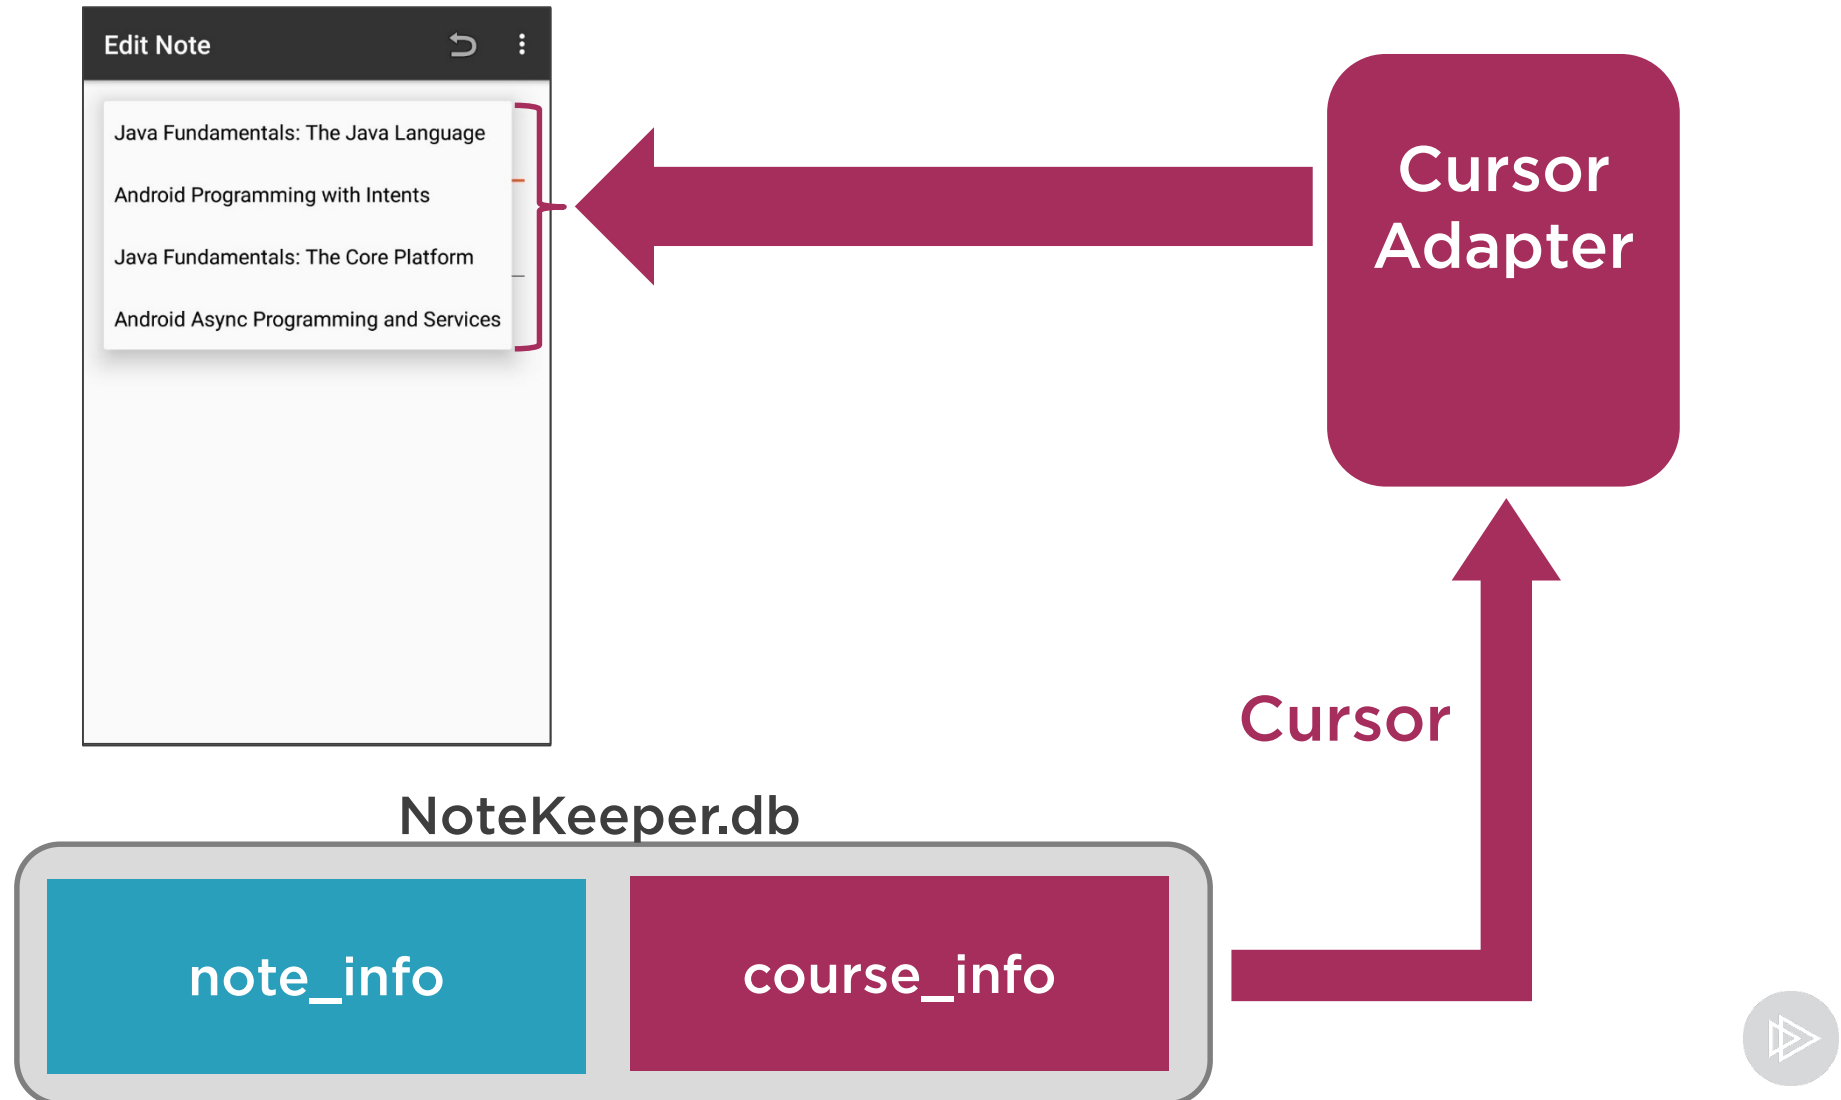 Edit Note
Java Fundamentals: The Java Language
Android Programming with Intents
Java Fundamentals: The Core Platform
Android Async Programming and Services
Cursor
Adapter
Cursor
NoteKeeper.db
note_info
course_info